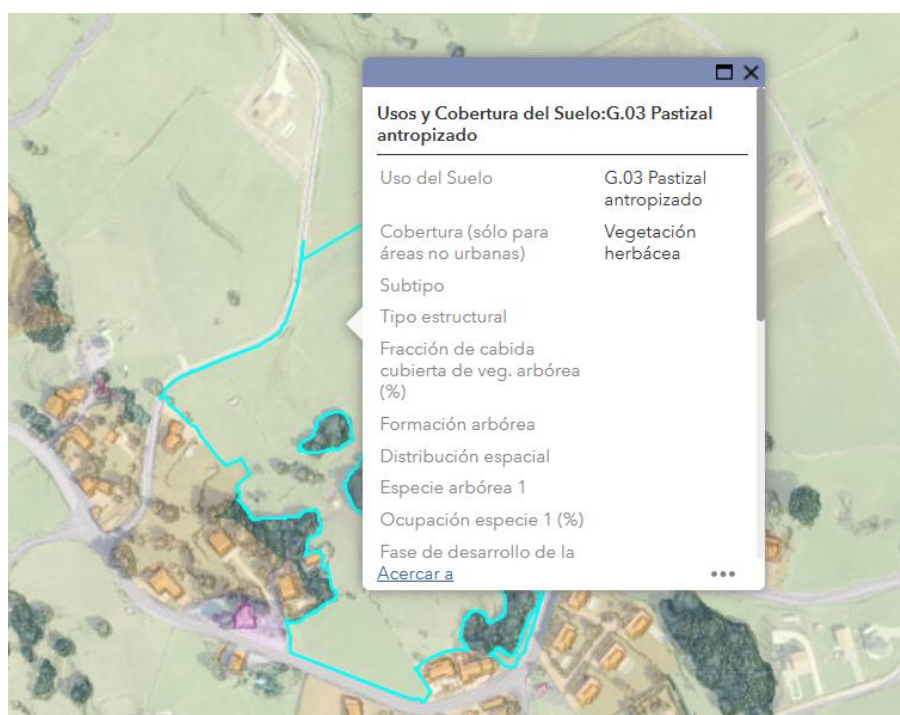 Usos y Cobertura del Suelo:G.03 Pastizal
antropizado
Uso del Suelo G.03 Pastizal
antropizado
Cobertura (sólo para Vegetación
áreas no urbanas) herbácea
Subtipo
Tipo estructural
Fracción de cabida
cubierta de veg. arbórea
(%)
Formación arbórea
Distribución espacial
Especie arbórea 1
Ocupación especie 1 (%)
Fase de desarrollo de la
Acercar a